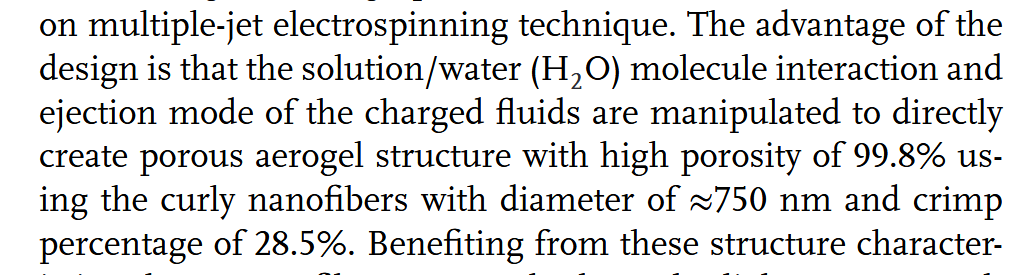 on multiple-jet electrospinning technique. The advantage of the
design is that the solution/water (H₂O) molecule interaction and
ejection mode of the charged fluids are manipulated to directly
create porous aerogel structure with high porosity of 99.8% us-
ing the curly nanofibers with diameter of ≈750 nm and crimp
percentage of 28.5%. Benefiting from these structure character-